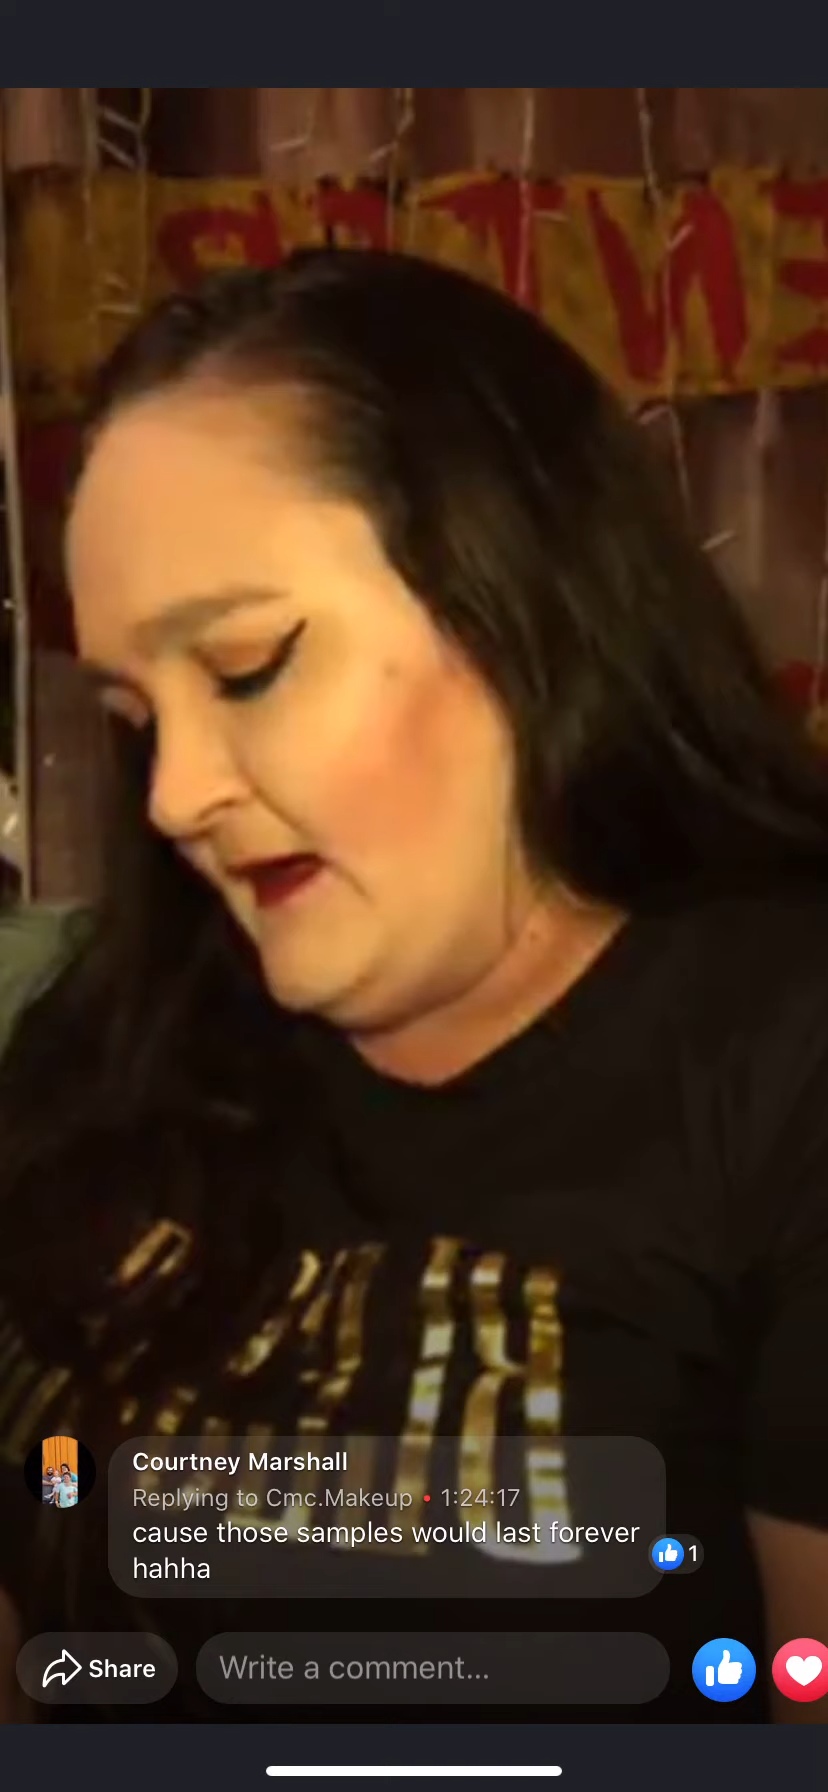 Courtney Marshall
Replying to Cmc.Makeup • 1:24:17
cause those samples would last forever
hahha
1
Share
Write a comment...